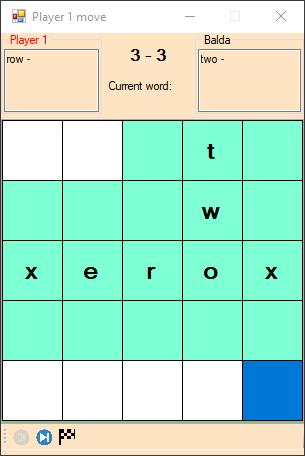 Player 1 move
Player 1
3 - 3
Balda
row -
two -
Current word:
t
w
x e r o x